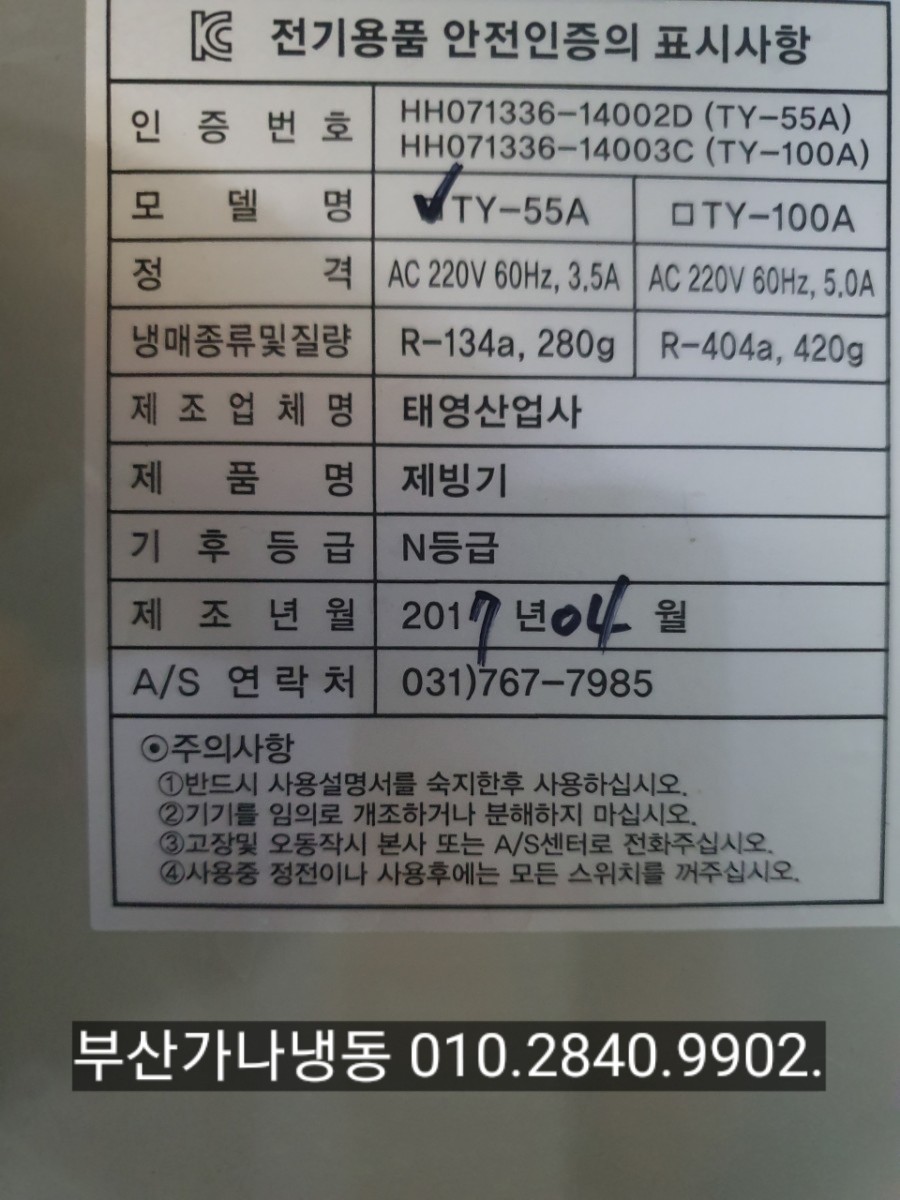 KC 전기용품 안전인증의 표시사항
인증번호 HH071336-14002D (TY-55A)
HH071336-14003C (TY-100A)
모델명 ✓TY-55A □TY-100A
정격 AC 220V 60Hz, 3.5A AC 220V 60Hz, 5.0A
냉매종류및질량 R-134a, 280g R-404a, 420g
제조업체명 태영산업사
제품명 제빙기
기후등급 N등급
제조년월 2017년 04월
A/S 연락처 031)767-7985
⊙주의사항
①반드시 사용설명서를 숙지한후 사용하십시오.
②기기를 임의로 개조하거나 분해하지 마십시오.
③고장및 오동작시 본사 또는 A/S센터로 전화주십시오.
④사용중 정전이나 사용후에는 모든 스위치를 꺼주십시오.
부산가나냉동 010.2840.9902.